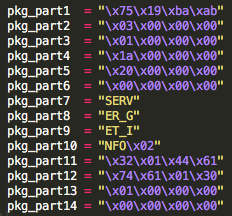 pkg_part1 = "\x75\x19\xba\xab"
pkg_part2 = "\x03\x00\x00\x00"
pkg_part3 = "\x01\x00\x00\x00"
pkg_part4 = "\x1a\x00\x00\x00"
pkg_part5 = "\x20\x00\x00\x00"
pkg_part6 = "\x00\x00\x00\x00"
pkg_part7 = "SERV"
pkg_part8 = "ER_G"
pkg_part9 = "ET_I"
pkg_part10 = "NFO\x02"
pkg_part11 = "\x32\x01\x44\x61"
pkg_part12 = "\x74\x61\x01\x30"
pkg_part13 = "\x01\x00\x00\x00"
pkg_part14 = "\x00\x00\x00\x00"